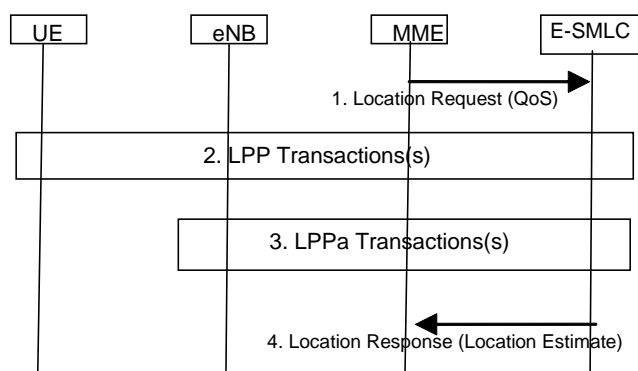 UE
eNB
MME
E-SMLC
1. Location Request (QoS)
2. LPP Transactions(s)
3. LPPa Transactions(s)
4. Location Response (Location Estimate)